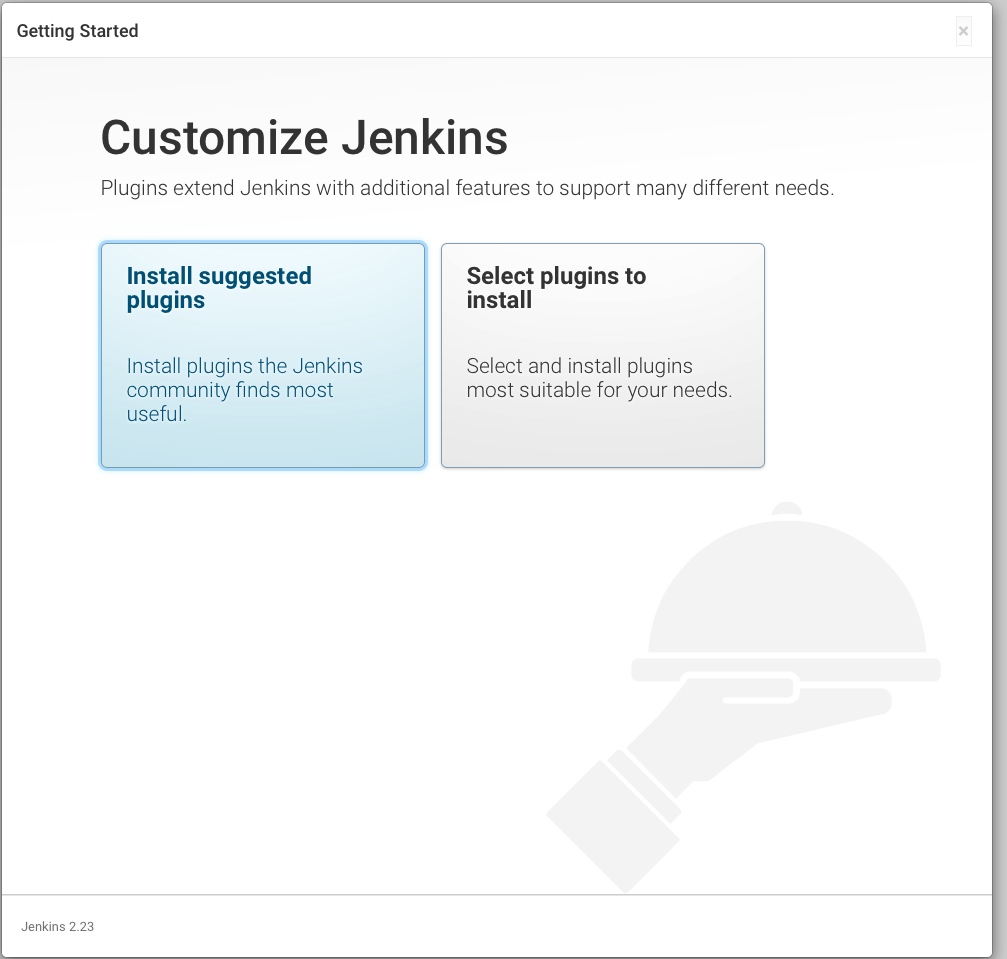 Getting Started
×
Customize Jenkins
Plugins extend Jenkins with additional features to support many different needs.
Install suggested
plugins
Install plugins the Jenkins
community finds most
useful.
Select plugins to
install
Select and install plugins
most suitable for your needs.
Jenkins 2.23